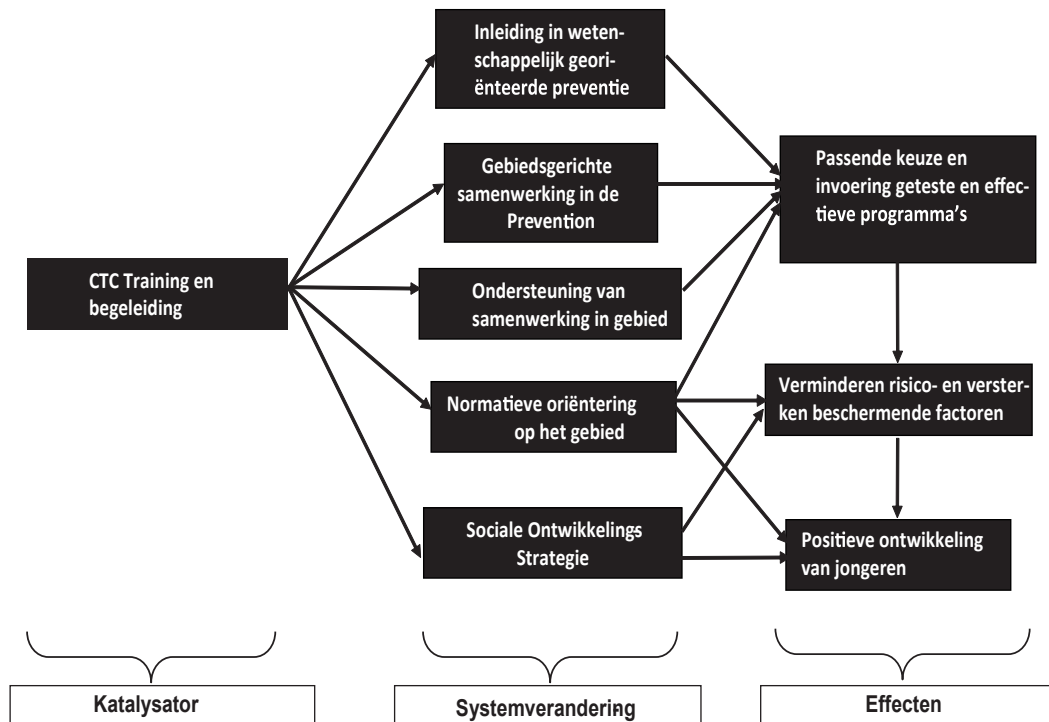 Inleiding in weten-
schappelijk geori-
ënteerde preventie
Gebiedsgerichte
samenwerking in de
Prevention
Passende keuze en
invoering geteste en effec-
tieve programma's
CTC Training en
begeleiding
Ondersteuning van
samenwerking in gebied
Normatieve oriëntering
op het gebied
Verminderen risico- en verster-
ken beschermende factoren
Sociale Ontwikkelings
Strategie
Positieve ontwikkeling
van jongeren
Katalysator
Systemverandering
Effecten